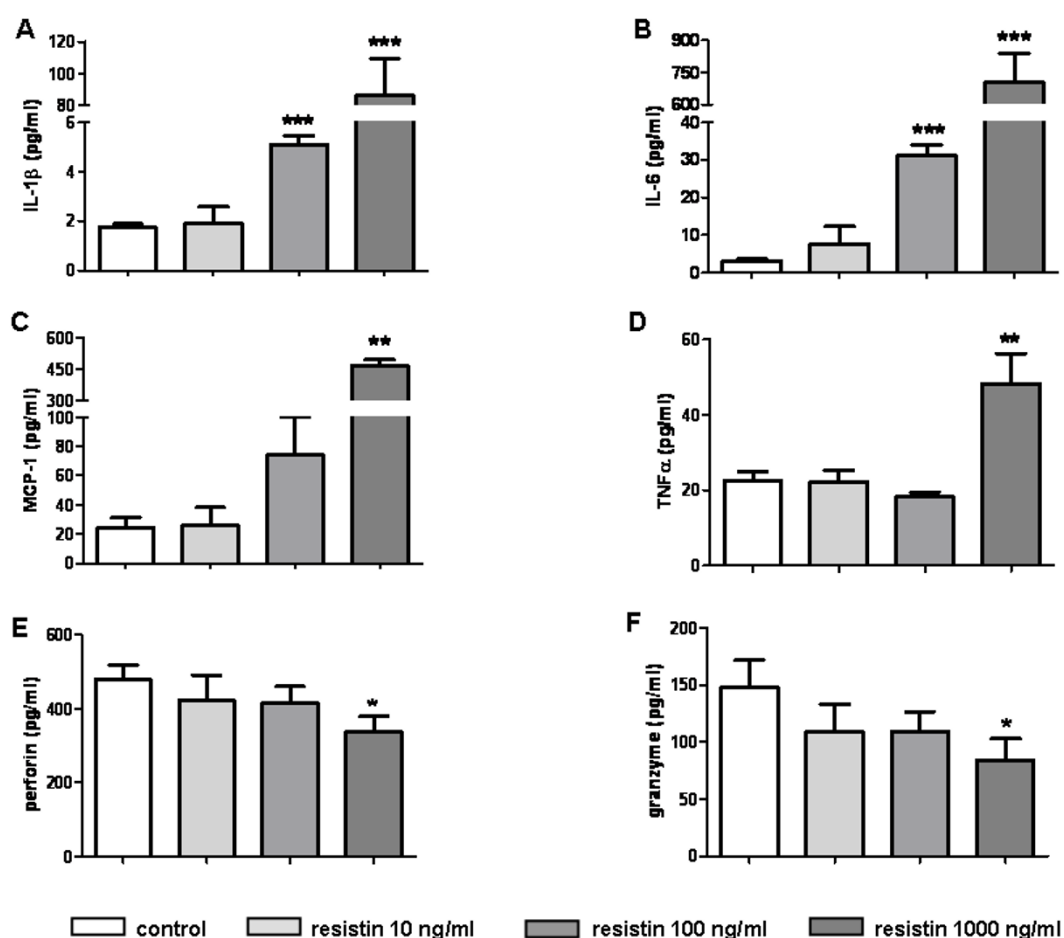 A
IL-1β (pg/ml)
120
100
80
6
4
2
0
***
***
B
IL-6 (pg/ml)
900
750
600
40
30
20
10
0
***
***
C
MCP-1 (pg/ml)
600
450
300
100
80
60
40
20
0
**
D
TNFα (pg/ml)
60
40
20
0
**
E
perforin (pg/ml)
600
400
200
0
*
F
granzyme (pg/ml)
200
150
100
50
0
*
control
resistin 10 ng/ml
resistin 100 ng/ml
resistin 1000 ng/ml